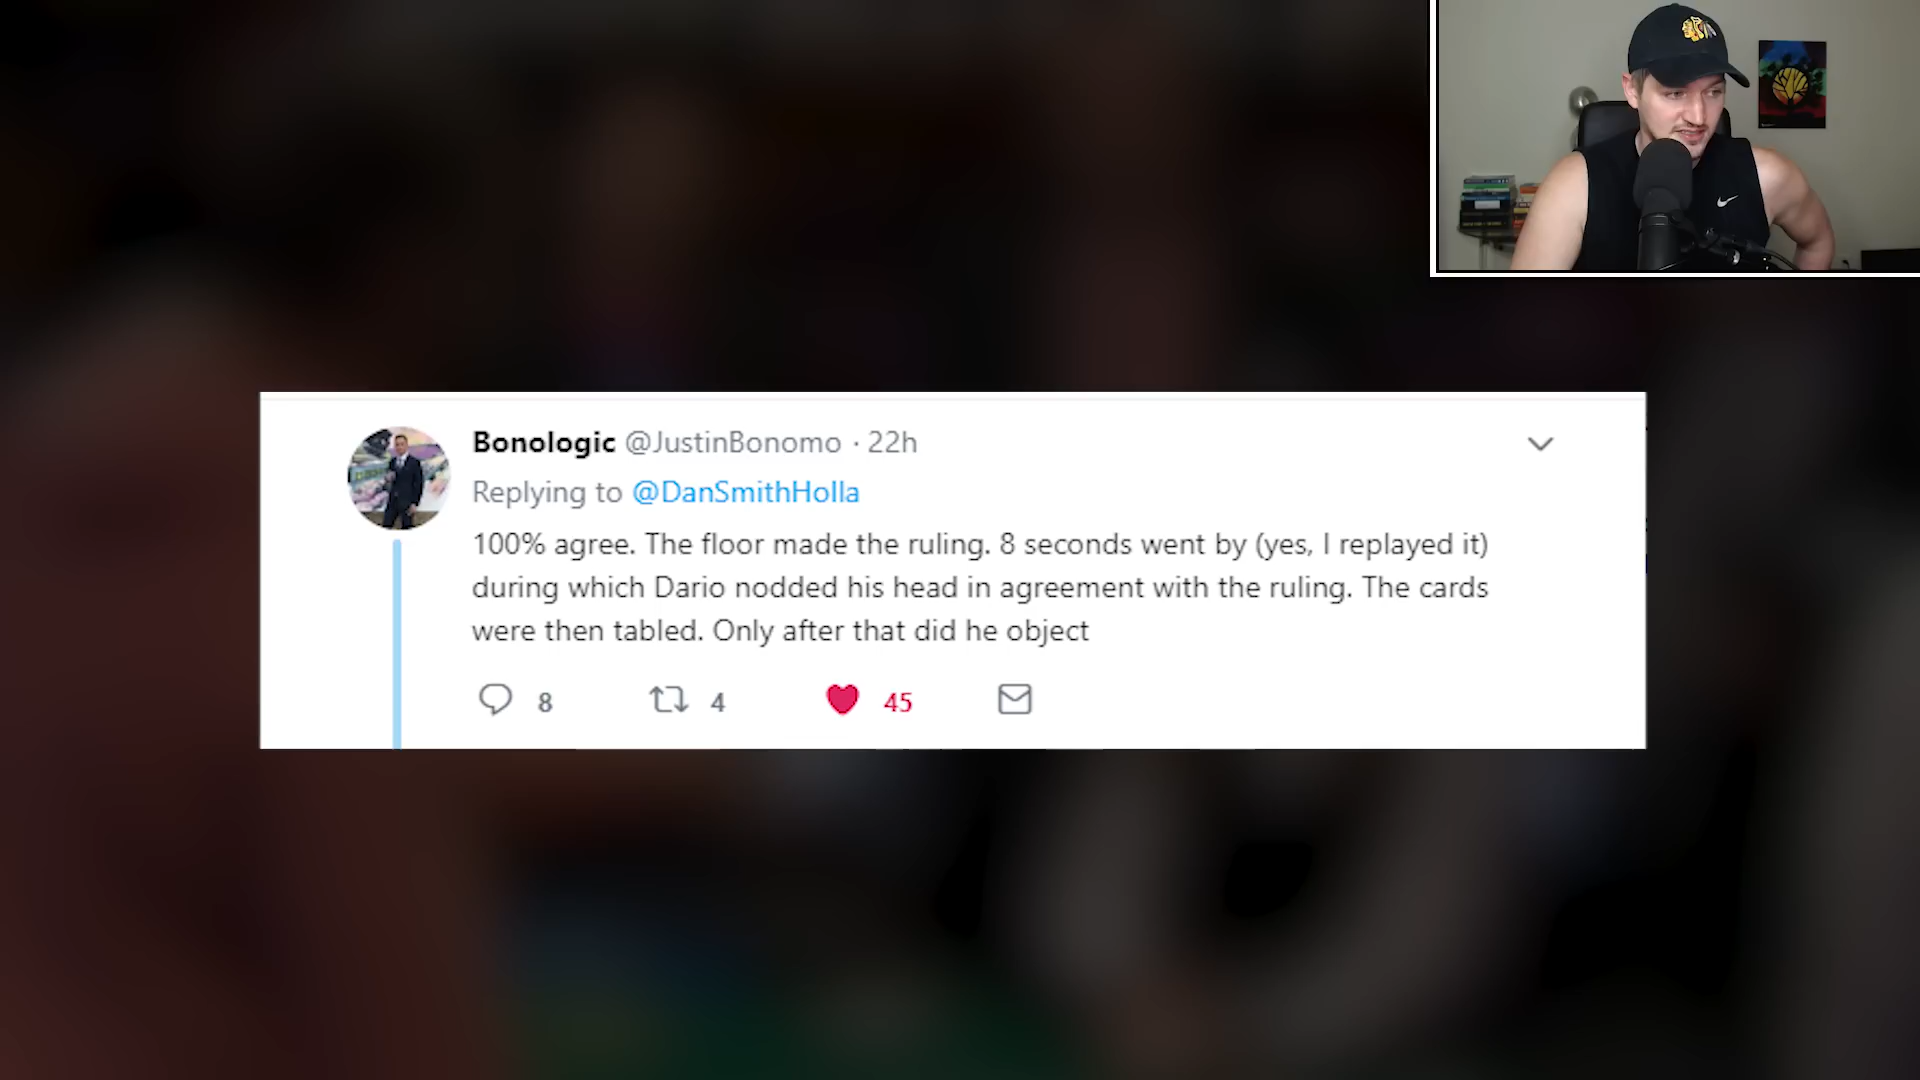 Bonologic @JustinBonomo · 22h
Replying to @DanSmithHolla
100% agree. The floor made the ruling. 8 seconds went by (yes, I replayed it)
during which Dario nodded his head in agreement with the ruling. The cards
were then tabled. Only after that did he object
8 4 45